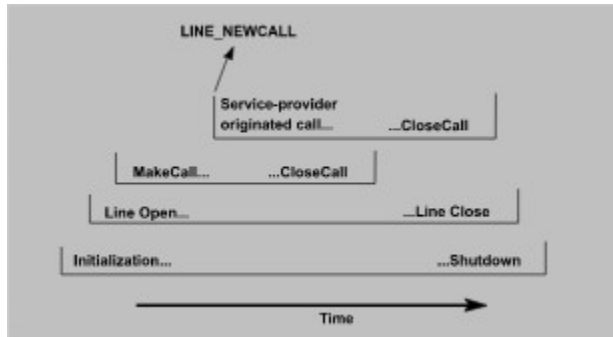 LINE_NEWCALL
Service-provider
originated call... ...CloseCall
MakeCall... ...CloseCall
Line Open... ...Line Close
Initialization... ...Shutdown
Time